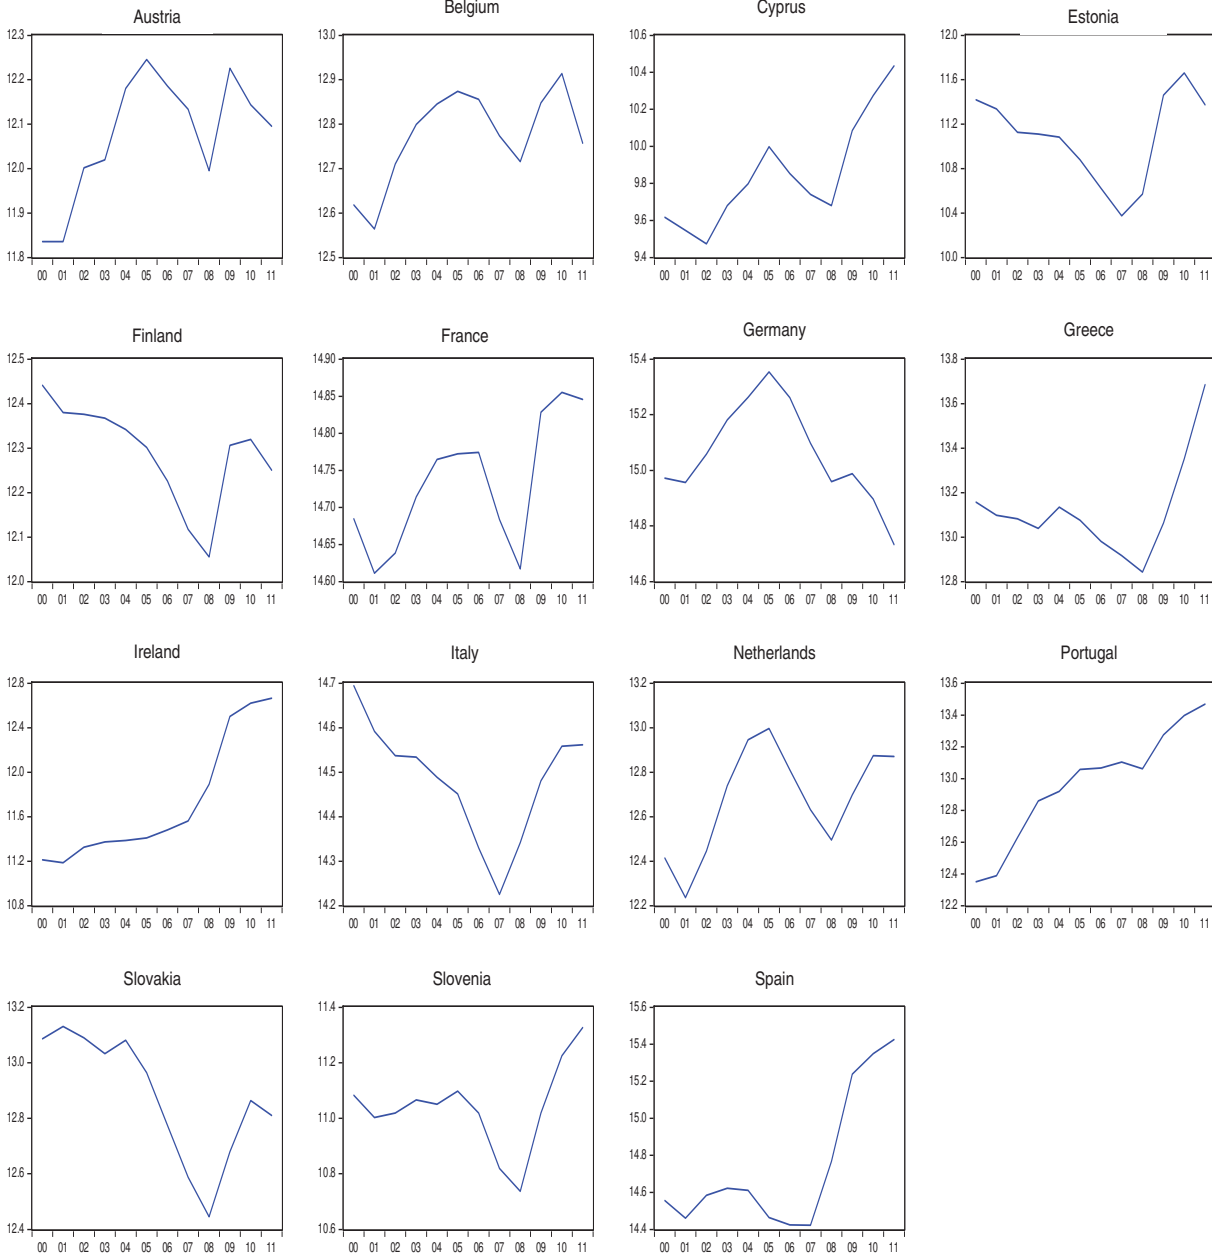 Austria Belgium Cyprus Estonia
12.3 13.0 10.6 12.0
12.2 12.9 10.4 11.6
12.1 12.8 10.2 11.2
12.0 12.7 10.0 10.8
11.9 12.6 9.8 10.4
11.8 12.5 9.6 10.0
9.4
00 01 02 03 04 05 06 07 08 09 10 11 00 01 02 03 04 05 06 07 08 09 10 11 00 01 02 03 04 05 06 07 08 09 10 11 00 01 02 03 04 05 06 07 08 09 10 11
Finland France Germany Greece
12.5 14.90 15.4 13.8
12.4 14.85 15.2 13.6
12.3 14.80 15.0 13.4
12.2 14.75 14.8 13.2
12.1 14.70 14.6 13.0
12.0 14.65 12.8
14.60
00 01 02 03 04 05 06 07 08 09 10 11 00 01 02 03 04 05 06 07 08 09 10 11 00 01 02 03 04 05 06 07 08 09 10 11 00 01 02 03 04 05 06 07 08 09 10 11
Ireland Italy Netherlands Portugal
12.8 14.7 13.2 13.6
12.4 14.6 13.0 13.4
12.0 14.5 12.8 13.2
11.6 14.4 12.6 13.0
11.2 14.3 12.4 12.8
10.8 14.2 12.2 12.6
12.4
12.2
00 01 02 03 04 05 06 07 08 09 10 11 00 01 02 03 04 05 06 07 08 09 10 11 00 01 02 03 04 05 06 07 08 09 10 11 00 01 02 03 04 05 06 07 08 09 10 11
Slovakia Slovenia Spain
13.2 11.4 15.6
13.0 11.2 15.4
12.8 11.0 15.2
12.6 10.8 15.0
12.4 10.6 14.8
14.6
14.4
00 01 02 03 04 05 06 07 08 09 10 11 00 01 02 03 04 05 06 07 08 09 10 11 00 01 02 03 04 05 06 07 08 09 10 11